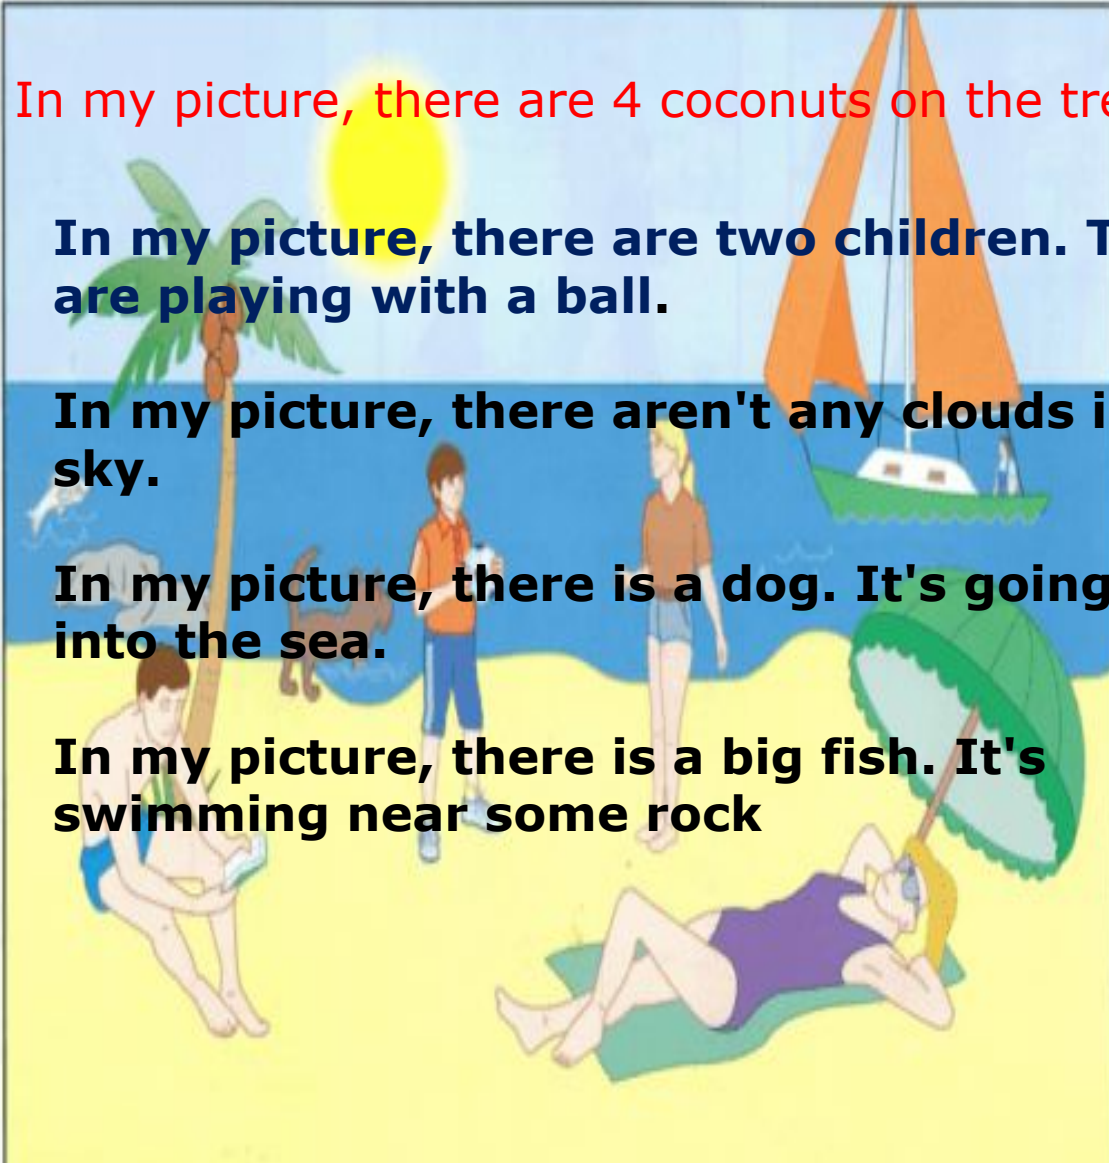 In my picture, there are 4 coconuts on the tre
In my picture, there are two children. T
are playing with a ball.
In my picture, there aren't any clouds i
sky.
In my picture, there is a dog. It's going
into the sea.
In my picture, there is a big fish. It's
swimming near some rock